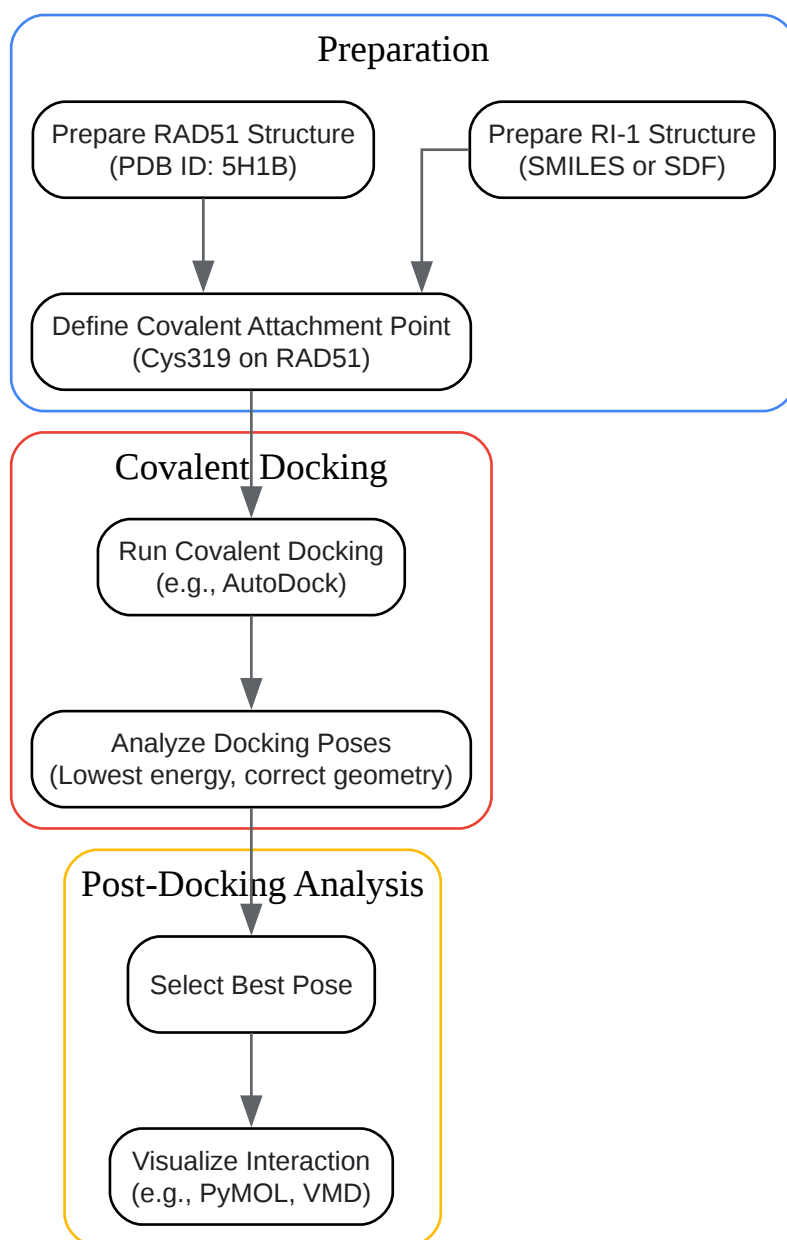 Preparation
Prepare RAD51 Structure
(PDB ID: 5H1B)
Prepare RI-1 Structure
(SMILES or SDF)
Define Covalent Attachment Point
(Cys319 on RAD51)
Covalent Docking
Run Covalent Docking
(e.g., AutoDock)
Analyze Docking Poses
(Lowest energy, correct geometry)
Post-Docking Analysis
Select Best Pose
Visualize Interaction
(e.g., PyMOL, VMD)